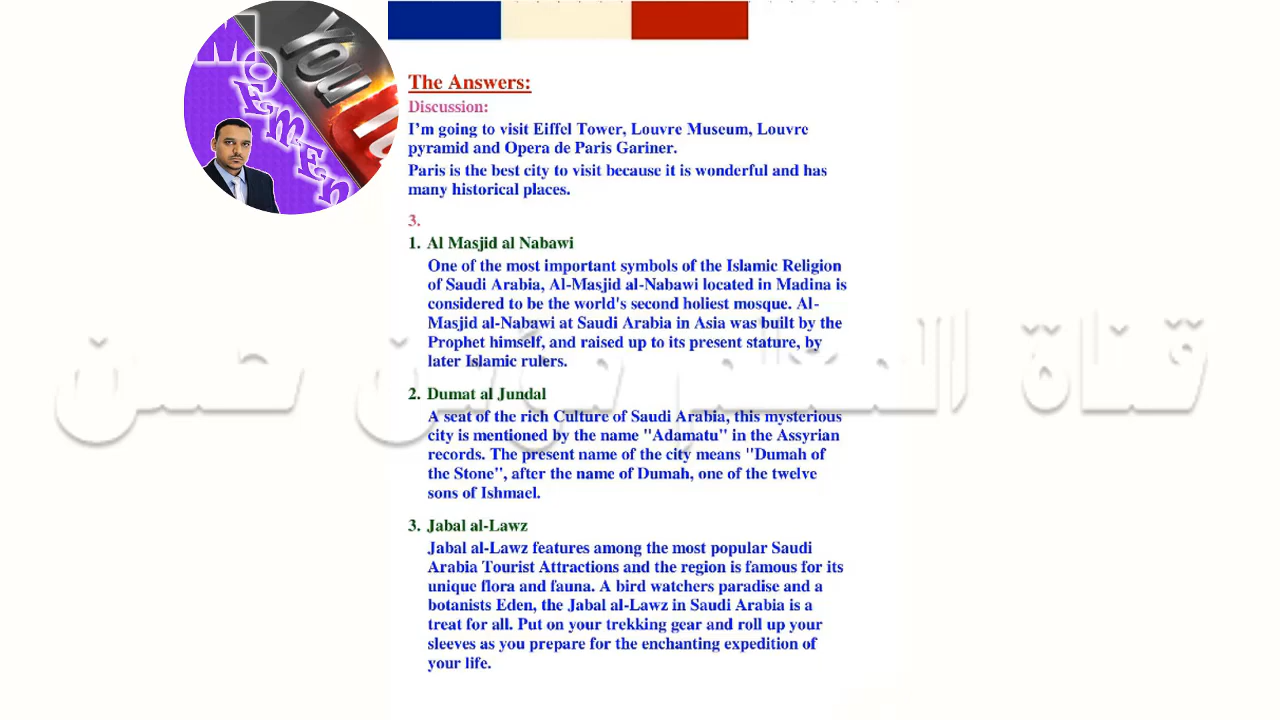 MOEMEN
You
The Answers:
Discussion:
I'm going to visit Eiffel Tower, Louvre Museum, Louvre
pyramid and Opera de Paris Gariner.
Paris is the best city to visit because it is wonderful and has
many historical places.
3.
1. Al Masjid al Nabawi
One of the most important symbols of the Islamic Religion
of Saudi Arabia, Al-Masjid al-Nabawi located in Madina is
considered to be the world's second holiest mosque. Al-
Masjid al-Nabawi at Saudi Arabia in Asia was built by the
Prophet himself, and raised up to its present stature, by
later Islamic rulers.
قناة المعلم مؤمن حسن
2. Dumat al Jundal
A seat of the rich Culture of Saudi Arabia, this mysterious
city is mentioned by the name "Adamatu" in the Assyrian
records. The present name of the city means "Dumah of
the Stone", after the name of Dumah, one of the twelve
sons of Ishmael.
3. Jabal al-Lawz
Jabal al-Lawz features among the most popular Saudi
Arabia Tourist Attractions and the region is famous for its
unique flora and fauna. A bird watchers paradise and a
botanists Eden, the Jabal al-Lawz in Saudi Arabia is a
treat for all. Put on your trekking gear and roll up your
sleeves as you prepare for the enchanting expedition of
your life.